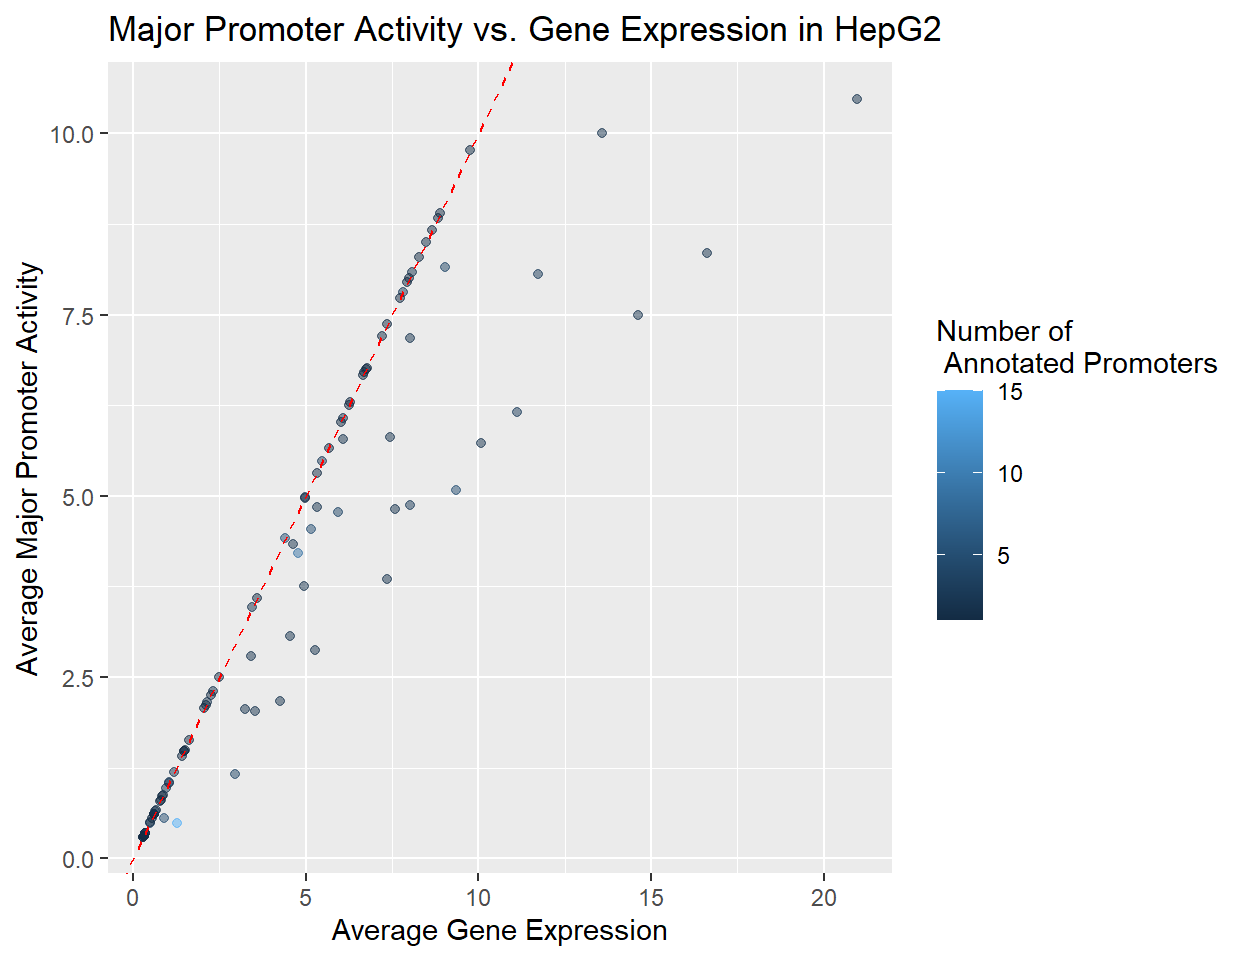 Major Promoter Activity vs. Gene Expression in HepG2
Average Major Promoter Activity
10.0
7.5
5.0
2.5
0.0
0
5
10
15
20
Average Gene Expression
Number of
Annotated Promoters
15
10
5